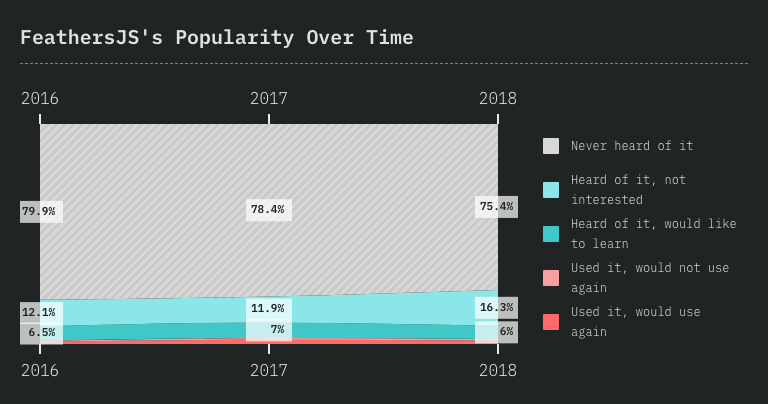 FeathersJS's Popularity Over Time
2016 2017 2018
79.9% 78.4% 75.4%
12.1% 11.9% 16.3%
6.5% 7% 6%
2016 2017 2018
Never heard of it
Heard of it, not
interested
Heard of it, would like
to learn
Used it, would not use
again
Used it, would use
again